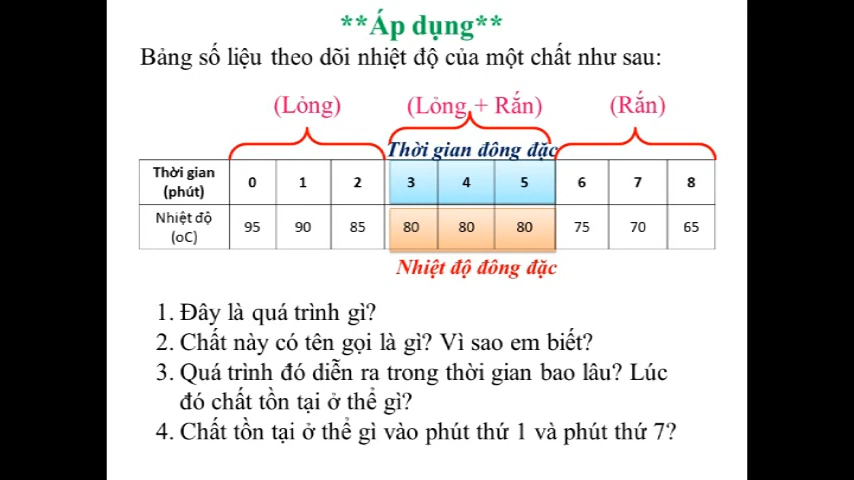 **Áp dụng**
Bảng số liệu theo dõi nhiệt độ của một chất như sau:
(Lỏng) (Lỏng + Rắn) (Rắn)
Thời gian đông đặc
Thời gian (phút) 0 1 2 3 4 5 6 7 8
Nhiệt độ (oC) 95 90 85 80 80 80 75 70 65
Nhiệt độ đông đặc
1. Đây là quá trình gì?
2. Chất này có tên gọi là gì? Vì sao em biết?
3. Quá trình đó diễn ra trong thời gian bao lâu? Lúc
đó chất tồn tại ở thể gì?
4. Chất tồn tại ở thể gì vào phút thứ 1 và phút thứ 7?